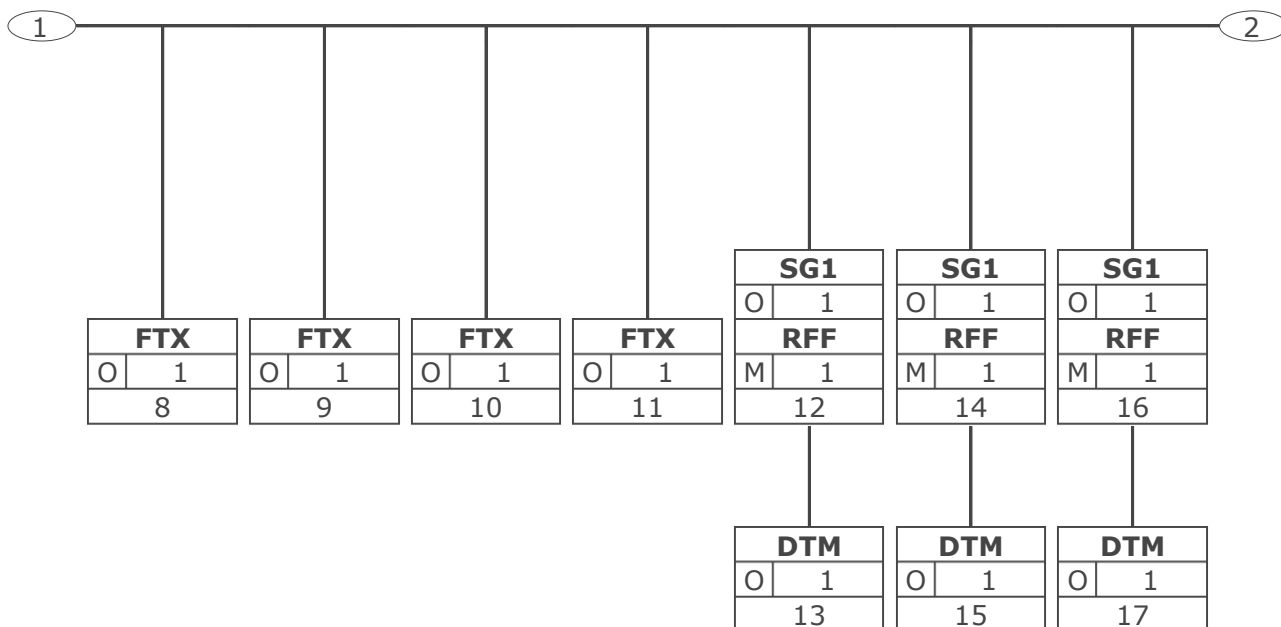 1 2
SG1 SG1 SG1
O 1 O 1 O 1
FTX FTX FTX FTX RFF RFF RFF
O 1 O 1 O 1 O 1 M 1 M 1 M 1
8 9 10 11 12 14 16
DTM DTM DTM
O 1 O 1 O 1
13 15 17